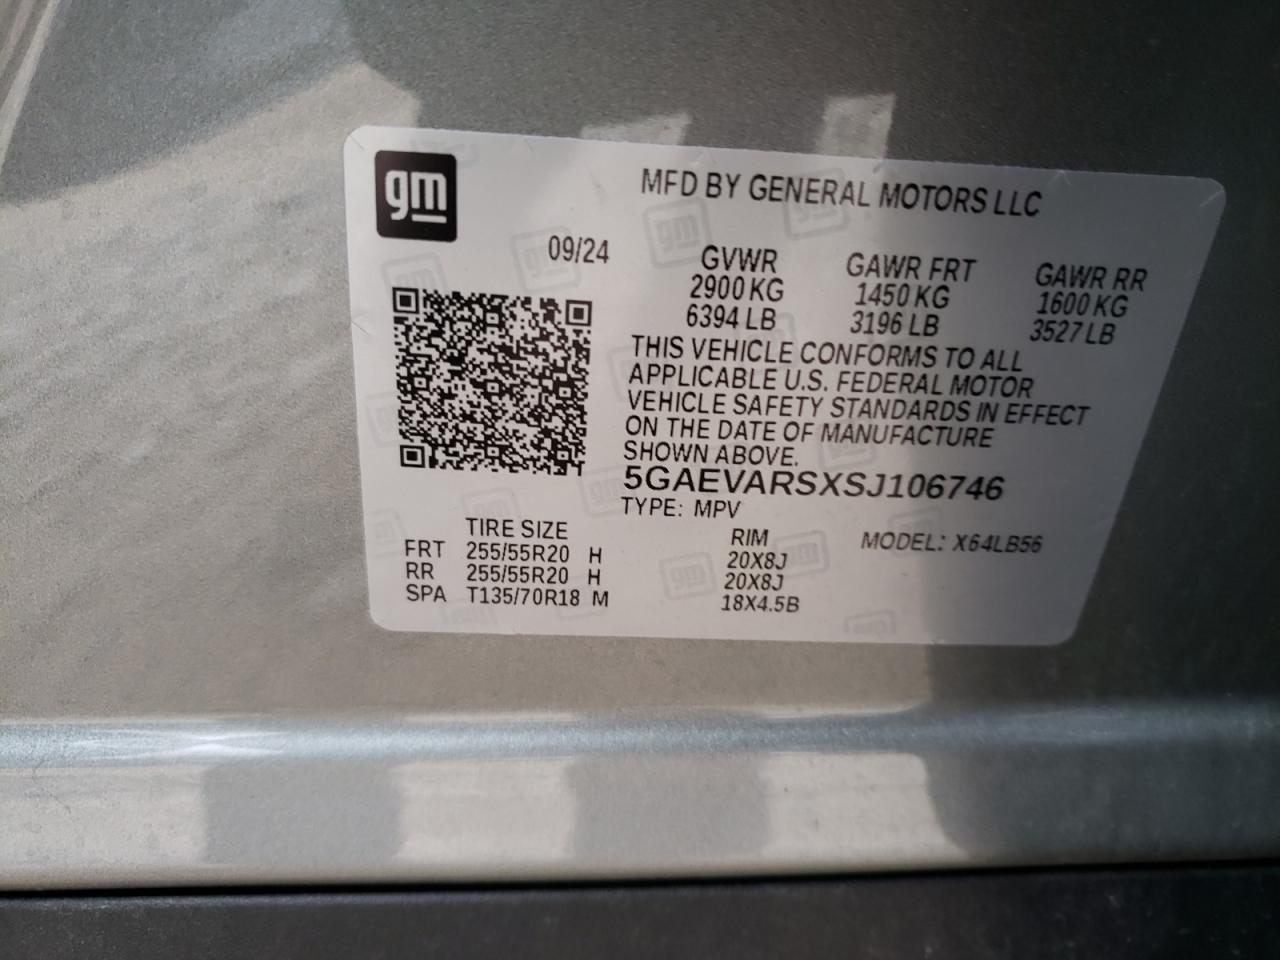 gm
MFD BY GENERAL MOTORS LLC
09/24
GVWR GAWR FRT GAWR RR
2900 KG 1450 KG 1600 KG
6394 LB 3196 LB 3527 LB
THIS VEHICLE CONFORMS TO ALL
APPLICABLE U.S. FEDERAL MOTOR
VEHICLE SAFETY STANDARDS IN EFFECT
ON THE DATE OF MANUFACTURE
SHOWN ABOVE.
5GAEVARSXSJ106746
TYPE: MPV
TIRE SIZE RIM MODEL: X64LB56
FRT 255/55R20 H 20X8J
RR 255/55R20 H 20X8J
SPA T135/70R18 M 18X4.5B